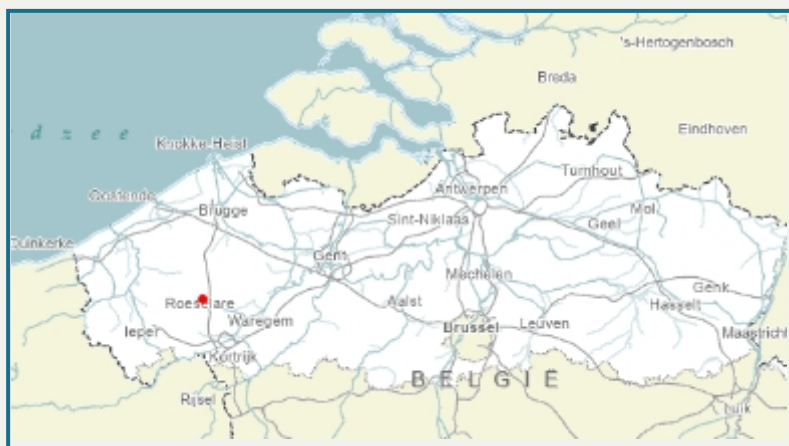 's-Hertogenbosch
Breda
Eindhoven
dzee
Knokke-Heist
Turnhout
Antwerpen
Oostende
Brugge
Sint-Niklaas
Mol
Geel
Duinkerke
Gent
Mechelen
Genk
Roeselare
Aalst
Hasselt
Ieper
Waregem
Brussel
Leuven
Maastricht
Kortrijk
BELGIË
Rijsel
Luik